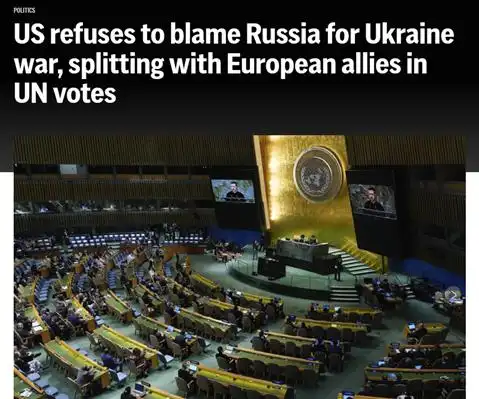 POLITICS
US refuses to blame Russia for Ukraine
war, splitting with European allies in
UN votes